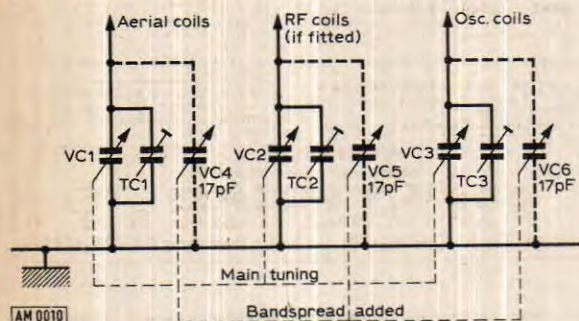 Aerial coils
RF coils
(if fitted)
Osc. coils
VC1
TC1
VC4
17pF
VC2
TC2
VC5
17pF
VC3
TC3
VC6
17pF
Main tuning
Bandspread added
AM 0010